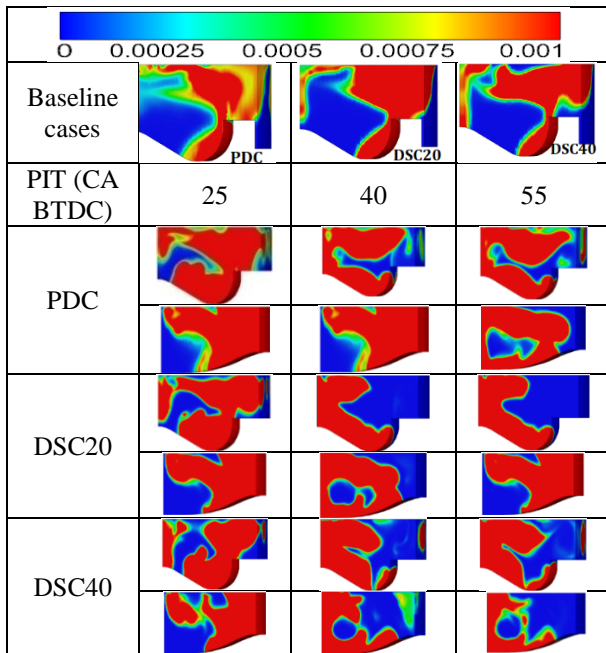 0 0.00025 0.0005 0.00075 0.001
Baseline
cases
PDC DSC20 DSC40
PIT (CA
BTDC)
25 40 55
PDC
DSC20
DSC40